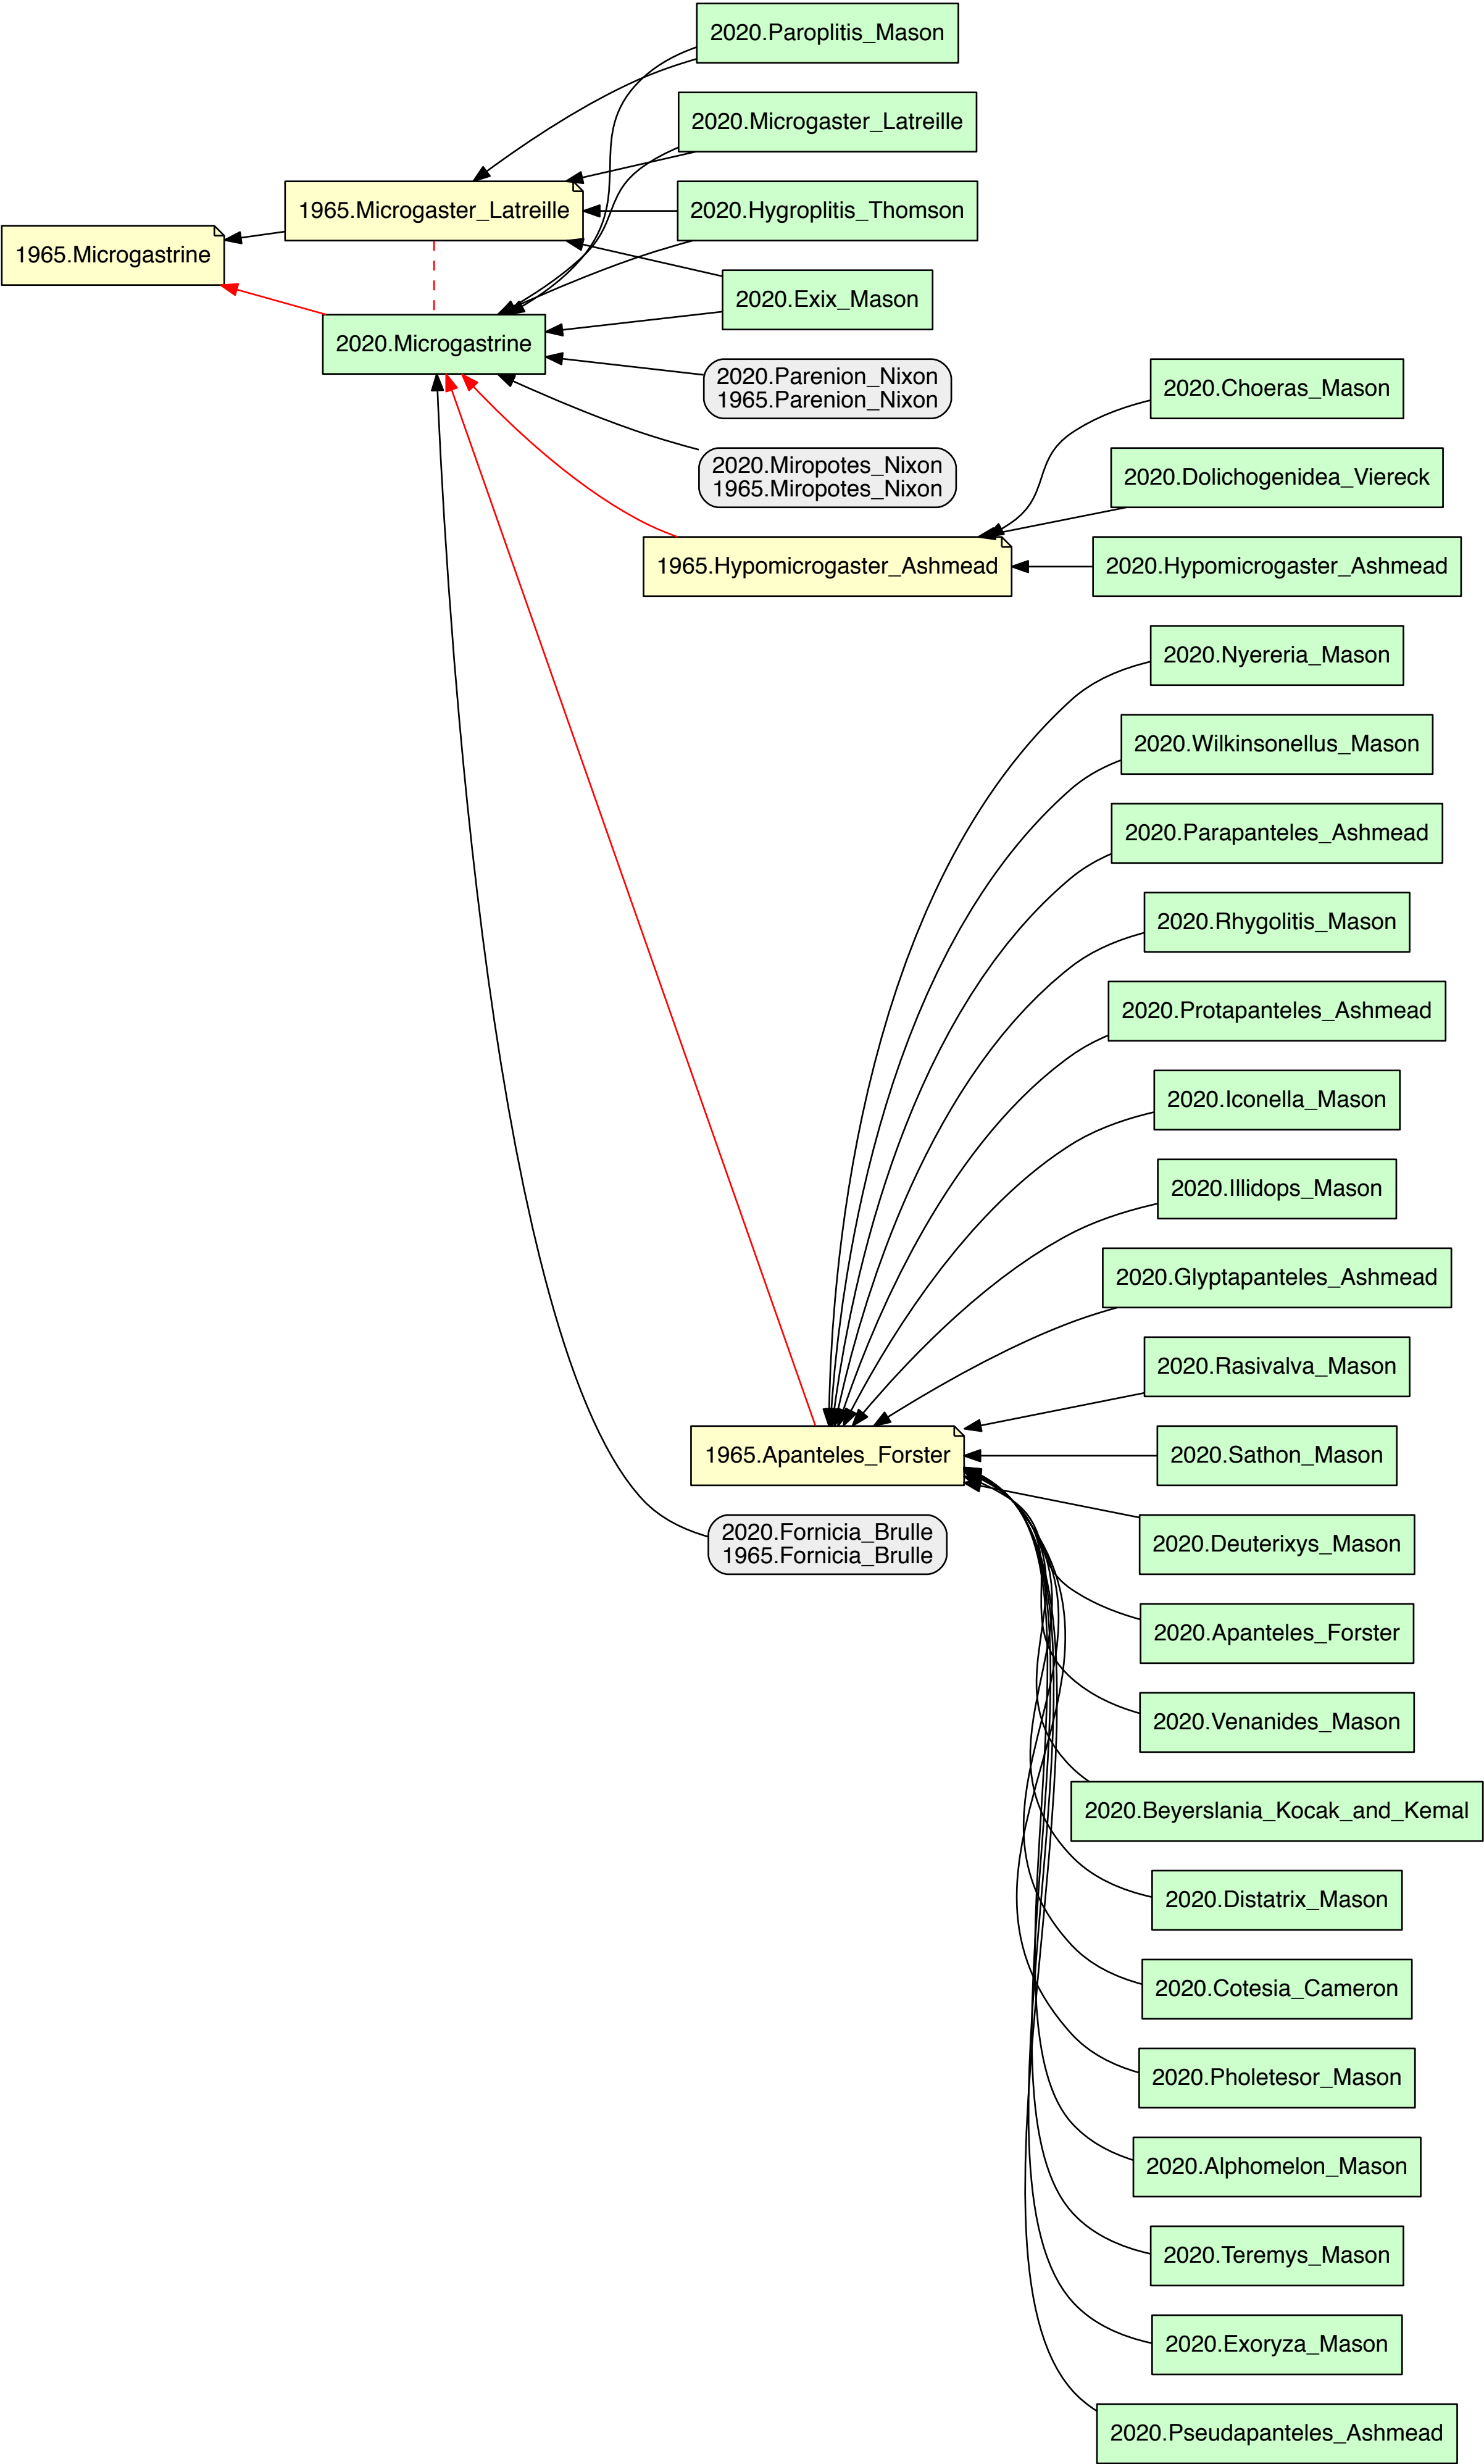 2020.Paroplitis_Mason
2020.Microgaster_Latreille
1965.Microgaster_Latreille
2020.Hygroplitis_Thomson
1965.Microgastrine
2020.Exix_Mason
2020.Microgastrine
2020.Parenion_Nixon
1965.Parenion_Nixon
2020.Choeras_Mason
2020.Miropotes_Nixon
1965.Miropotes_Nixon
2020.Dolichogenidea_Viereck
1965.Hypomicrogaster_Ashmead
2020.Hypomicrogaster_Ashmead
2020.Nyereria_Mason
2020.Wilkinsonellus_Mason
2020.Parapanteles_Ashmead
2020.Rhygolitis_Mason
2020.Protapanteles_Ashmead
2020.Iconella_Mason
2020.Illidops_Mason
2020.Glyptapanteles_Ashmead
2020.Rasivalva_Mason
1965.Apanteles_Forster
2020.Sathon_Mason
2020.Fornicia_Brulle
1965.Fornicia_Brulle
2020.Deuterixys_Mason
2020.Apanteles_Forster
2020.Venanides_Mason
2020.Beyerslania_Kocak_and_Kemal
2020.Distatrix_Mason
2020.Cotesia_Cameron
2020.Pholetesor_Mason
2020.Alphomelon_Mason
2020.Teremys_Mason
2020.Exoryza_Mason
2020.Pseudapanteles_Ashmead